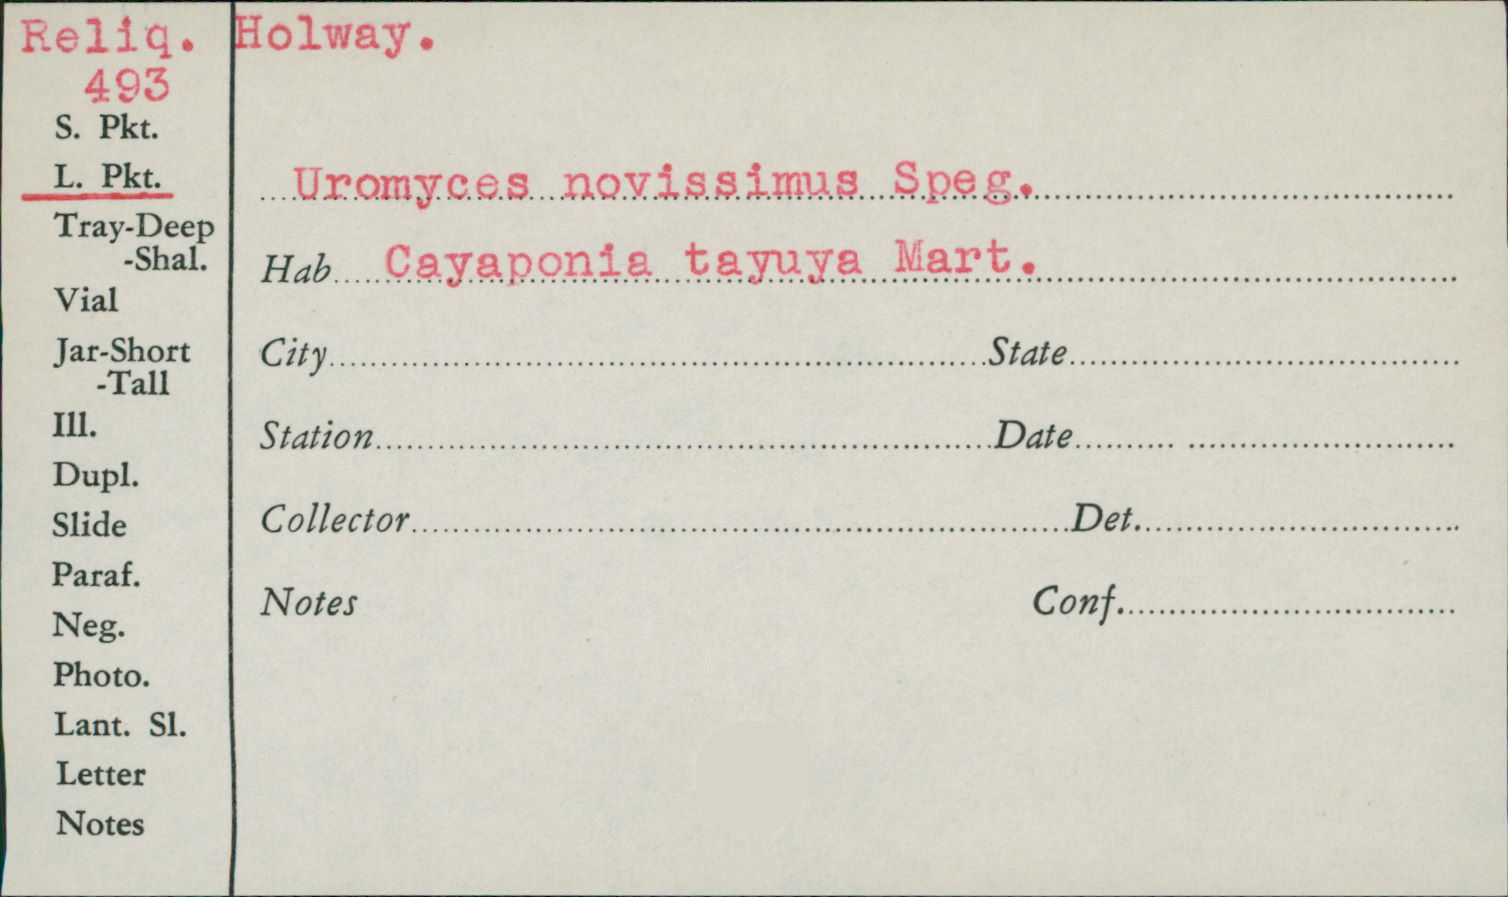 Reliq. Holway.
493
S. Pkt.
L. Pkt.
Tray-Deep
-Shal.
Vial
Jar-Short
-Tall
Ill.
Dupl.
Slide
Paraf.
Neg.
Photo.
Lant. Sl.
Letter
Notes
Uromyces novissimus Speg.
Hab Cayaponia tayuya Mart.
City State
Station Date
Collector Det.
Notes Conf.